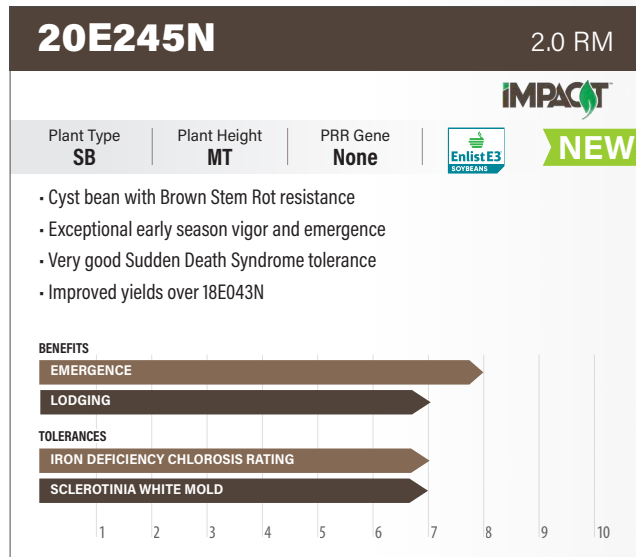 20E245N 2.0 RM
iMPACT™
Plant Type Plant Height PRR Gene
SB MT None
Enlist E3
SOYBEANS
NEW
· Cyst bean with Brown Stem Rot resistance
· Exceptional early season vigor and emergence
· Very good Sudden Death Syndrome tolerance
· Improved yields over 18E043N
BENEFITS
EMERGENCE
LODGING
TOLERANCES
IRON DEFICIENCY CHLOROSIS RATING
SCLEROTINIA WHITE MOLD
1 2 3 4 5 6 7 8 9 10